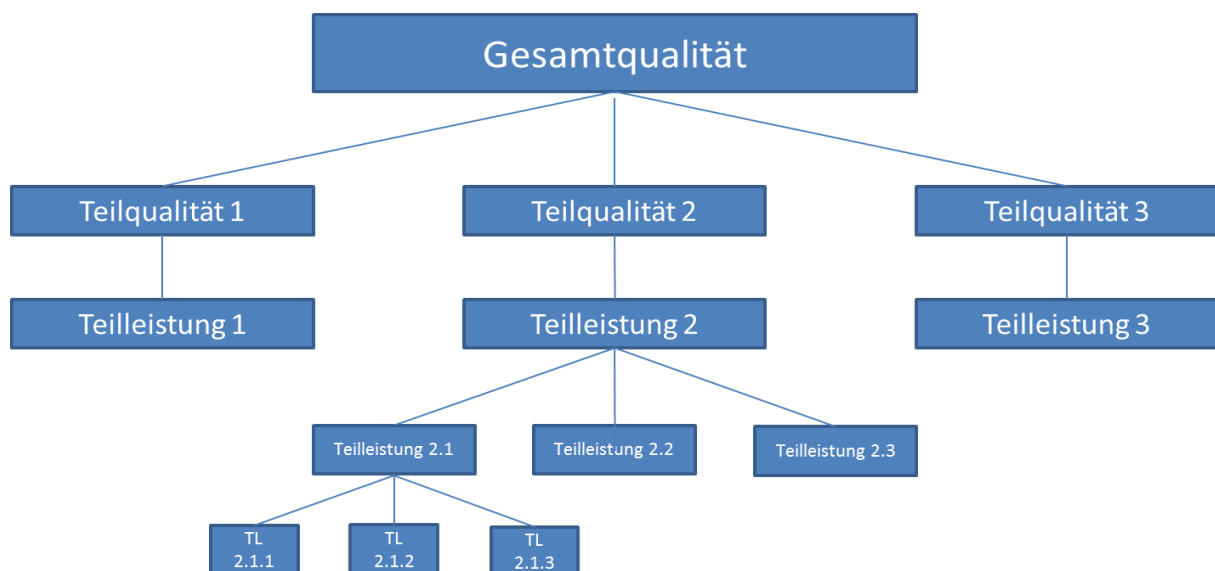 Gesamtqualität
Teilqualität 1
Teilqualität 2
Teilqualität 3
Teilleistung 1
Teilleistung 2
Teilleistung 3
Teilleistung 2.1
Teilleistung 2.2
Teilleistung 2.3
TL
2.1.1
TL
2.1.2
TL
2.1.3